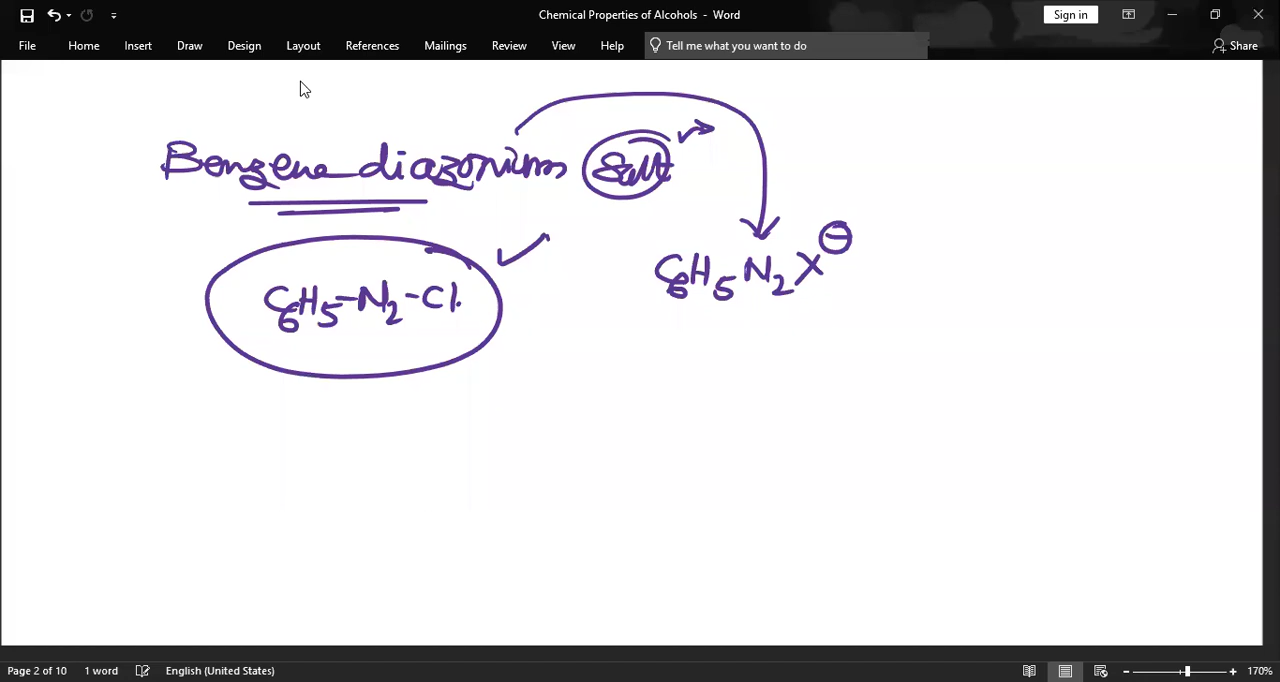 Chemical Properties of Alcohols - Word
Sign in
File Home Insert Draw Design Layout References Mailings Review View Help Tell me what you want to do Share
Benzene diazonium Salt
C6H5-N2-Cl
C6H5N2X⊖
Page 2 of 10 1 word English (United States) 170%